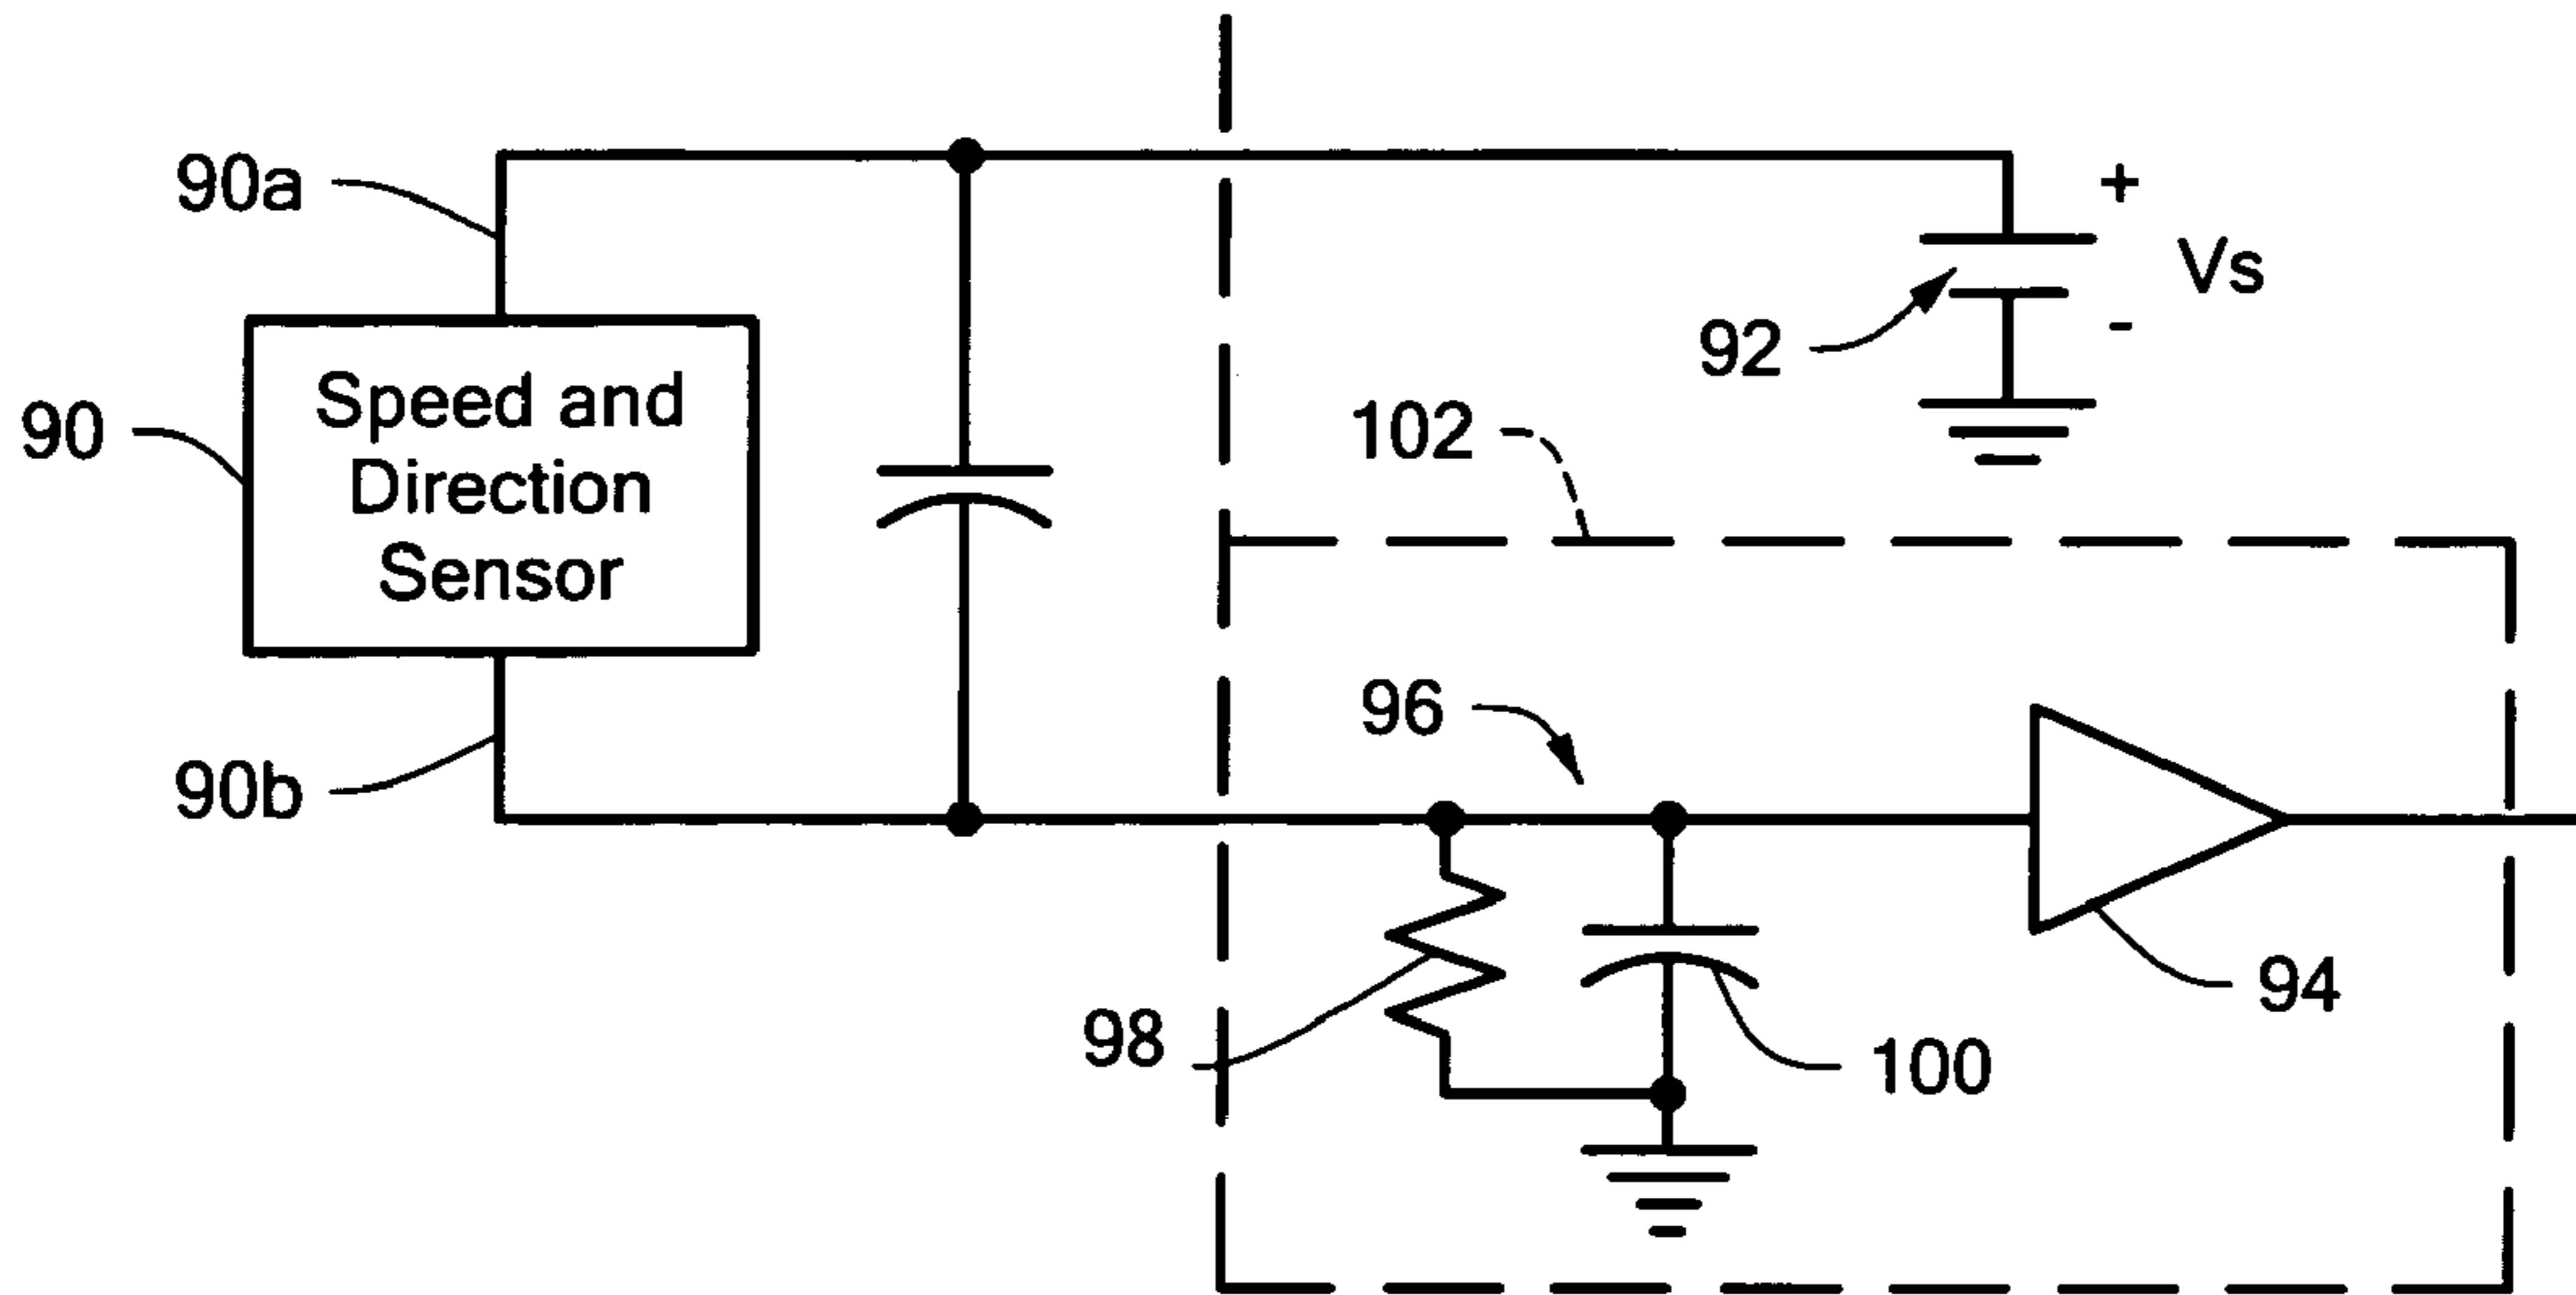 90a
+
Vs
-
92
90
Speed and
Direction
Sensor
102
96
90b
94
98
100